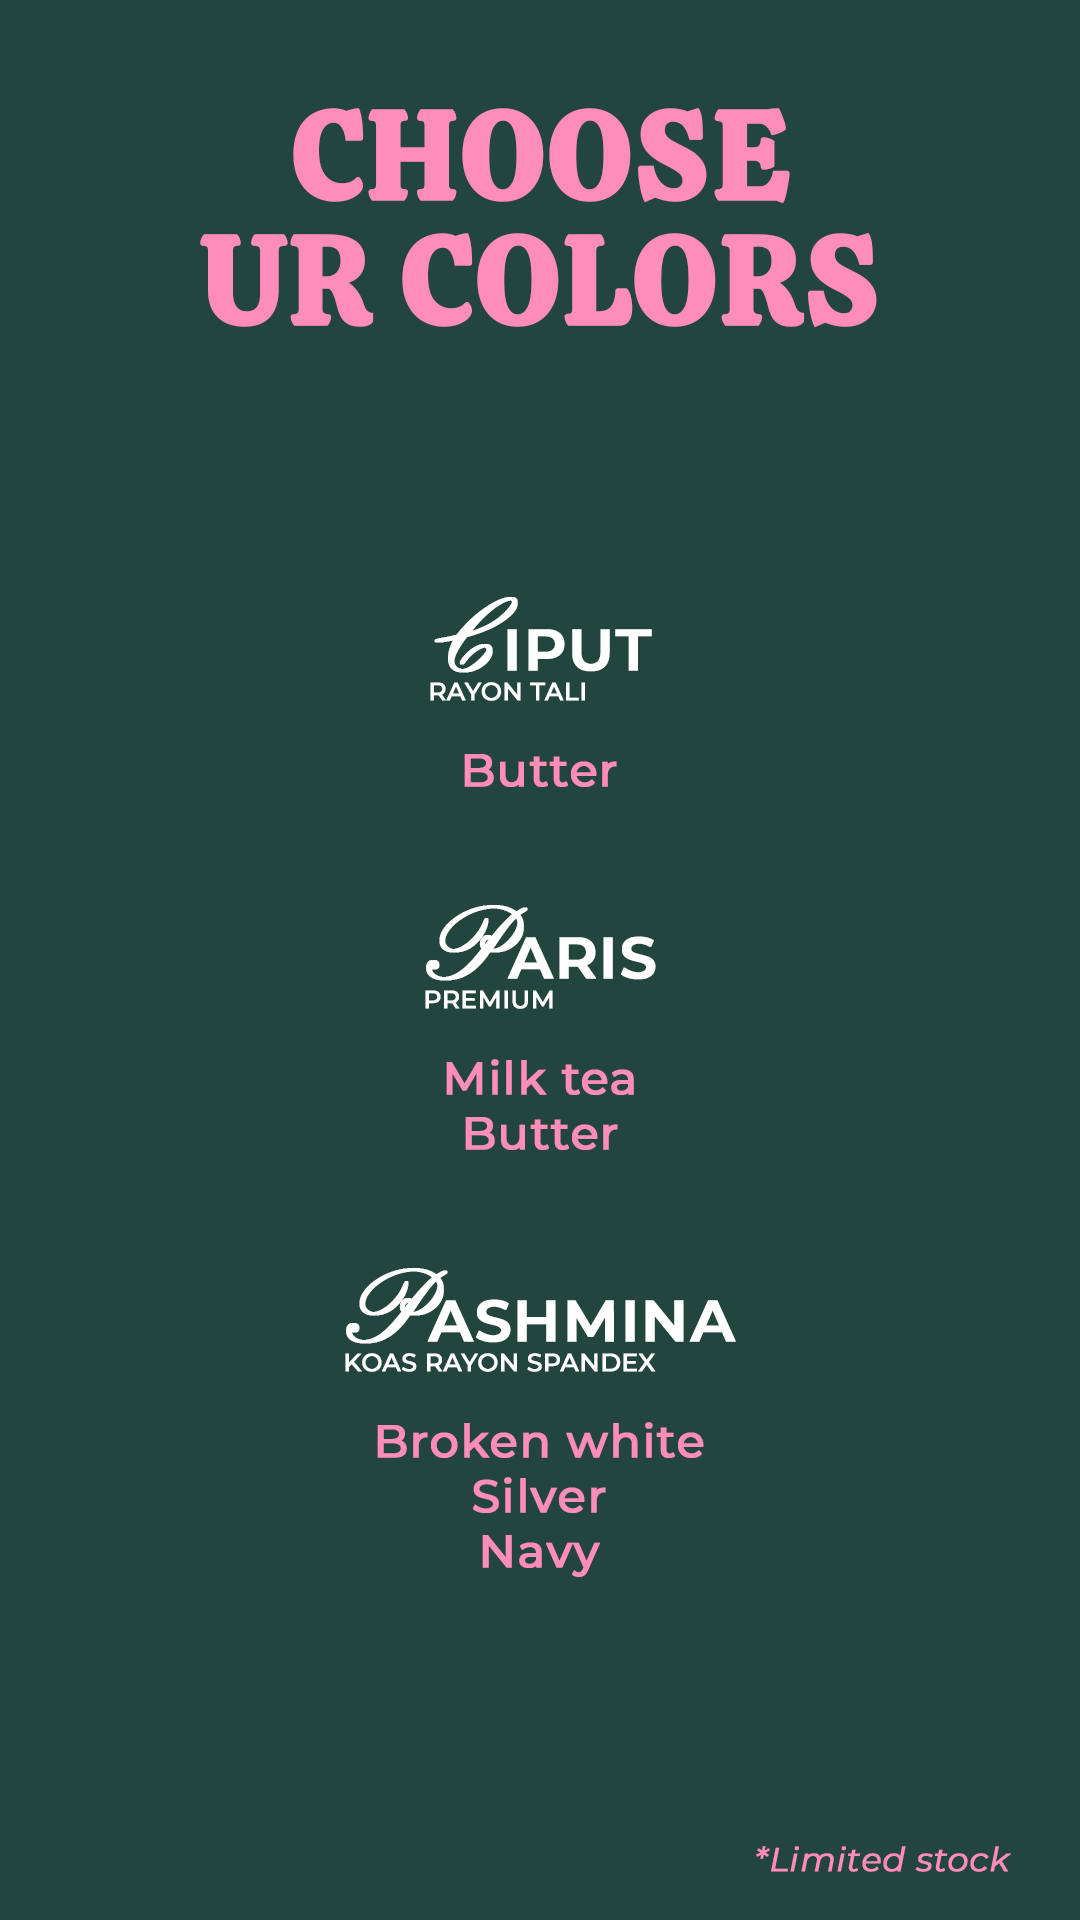 CHOOSE
UR COLORS
CIPUT
RAYON TALI
Butter
PARIS
PREMIUM
Milk tea
Butter
PASHMINA
KOAS RAYON SPANDEX
Broken white
Silver
Navy
*Limited stock